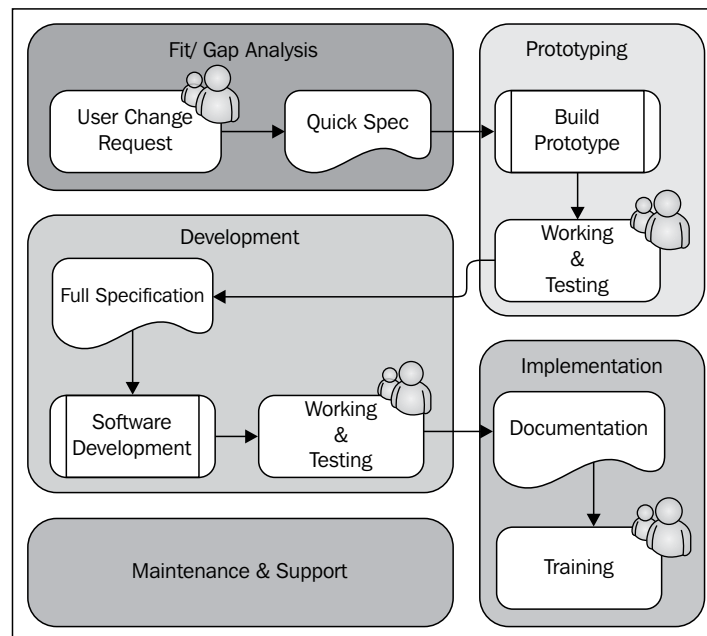 Fit/ Gap Analysis
User Change
Request
Quick Spec
Prototyping
Build
Prototype
Working
&
Testing
Development
Full Specification
Software
Development
Working
&
Testing
Implementation
Documentation
Training
Maintenance & Support